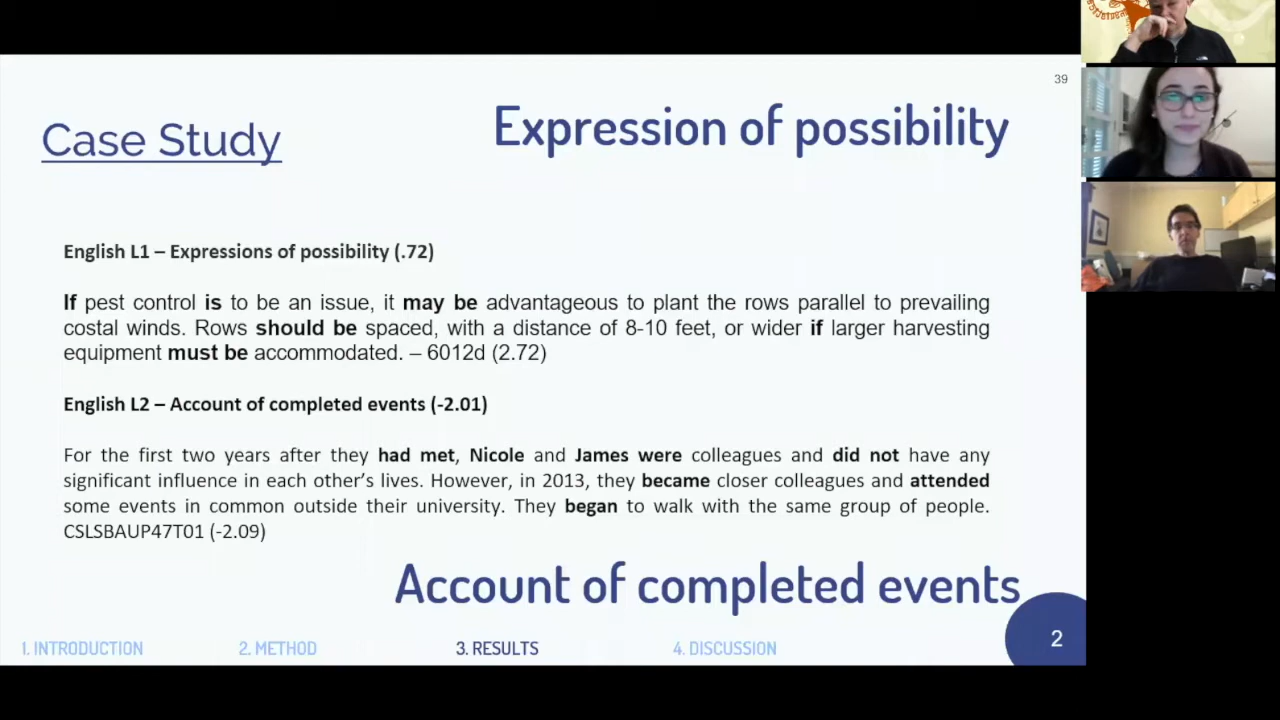 39
Case Study
Expression of possibility
English L1 – Expressions of possibility (.72)
If pest control is to be an issue, it may be advantageous to plant the rows parallel to prevailing
costal winds. Rows should be spaced, with a distance of 8-10 feet, or wider if larger harvesting
equipment must be accommodated. – 6012d (2.72)
English L2 – Account of completed events (-2.01)
For the first two years after they had met, Nicole and James were colleagues and did not have any
significant influence in each other’s lives. However, in 2013, they became closer colleagues and attended
some events in common outside their university. They began to walk with the same group of people.
CSLSBAUP47T01 (-2.09)
Account of completed events
2
1. INTRODUCTION
2. METHOD
3. RESULTS
4. DISCUSSION